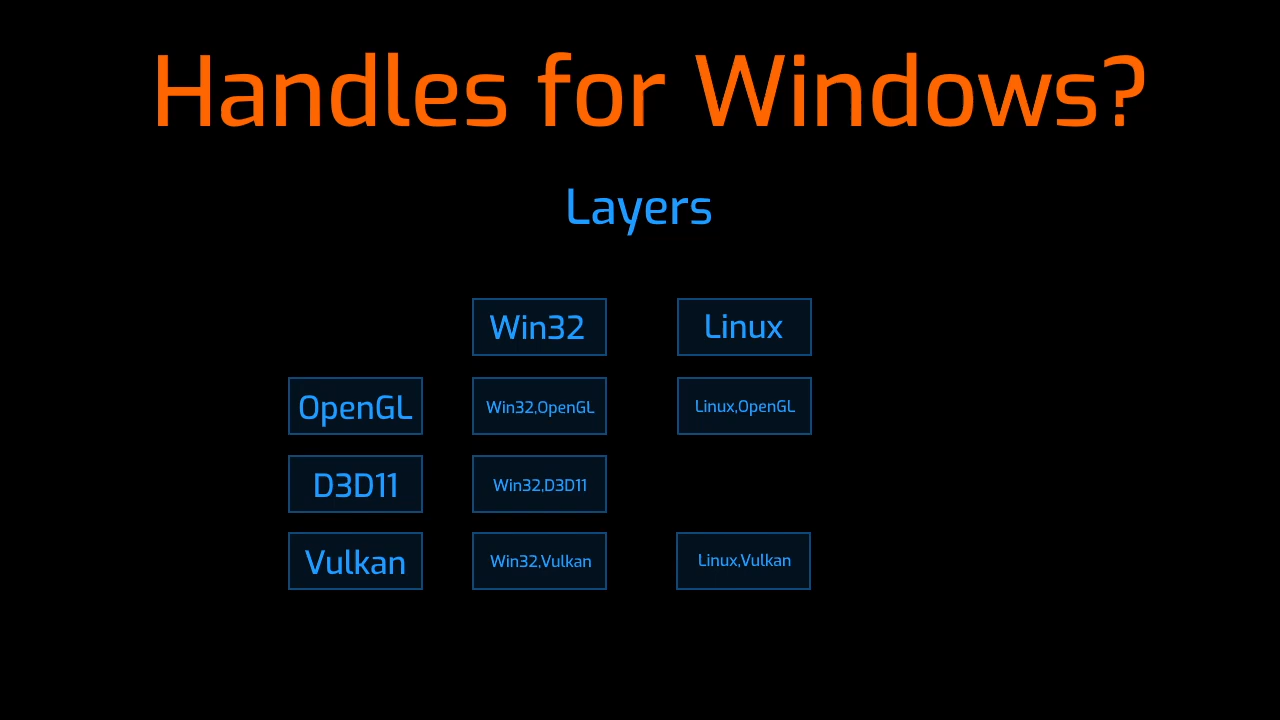 Handles for Windows?
Layers
Win32 Linux
OpenGL Win32,OpenGL Linux,OpenGL
D3D11 Win32,D3D11
Vulkan Win32,Vulkan Linux,Vulkan